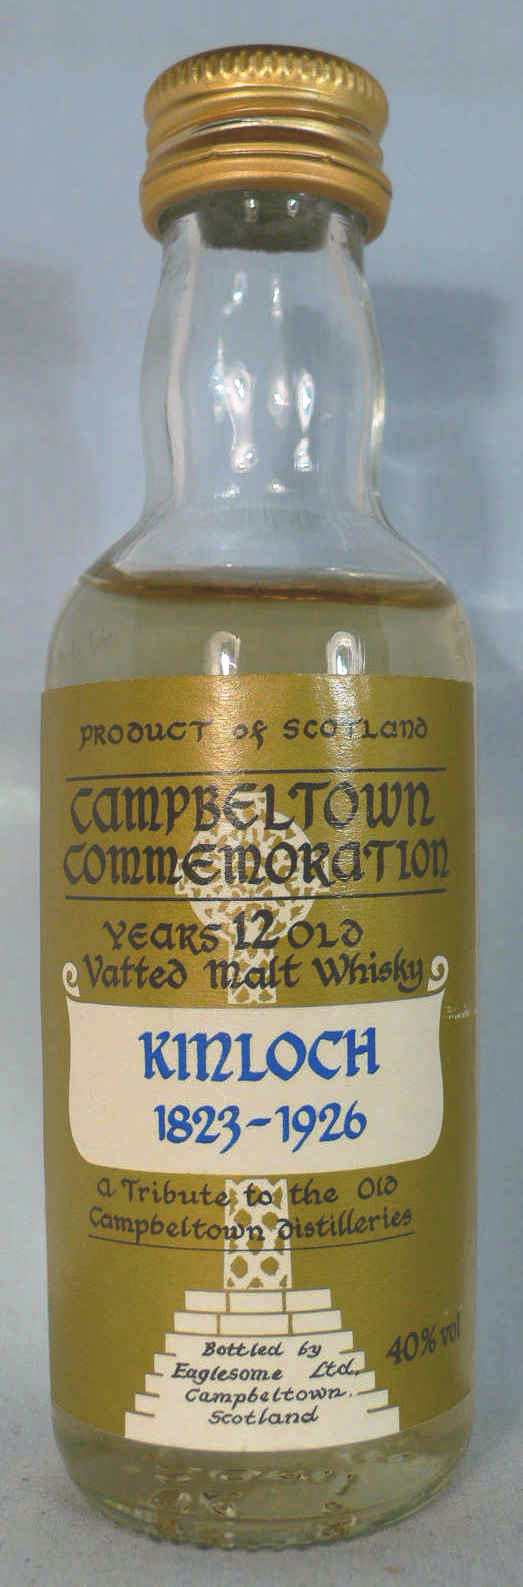 PRODUCT of SCOTLAND
CAMPBELTOWN
COMMEMORATION
YEARS 12 OLD
Vatted Malt Whisky
KINLOCH
1823-1926
A Tribute to the Old
Campbeltown Distilleries
40% vol
Bottled by
Eaglesome Ltd.
Campbeltown.
Scotland